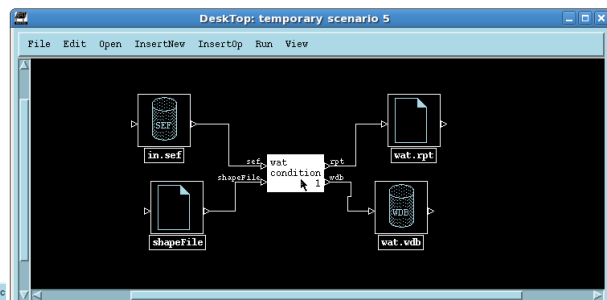 DeskTop: temporary scenario 5
File Edit Open InsertNew InsertOp Run View
SEF
in.sef
wat.rpt
sef
wat
condition
1
rpt
shapeFile
wdb
shapeFile
WDB
wat.wdb
c